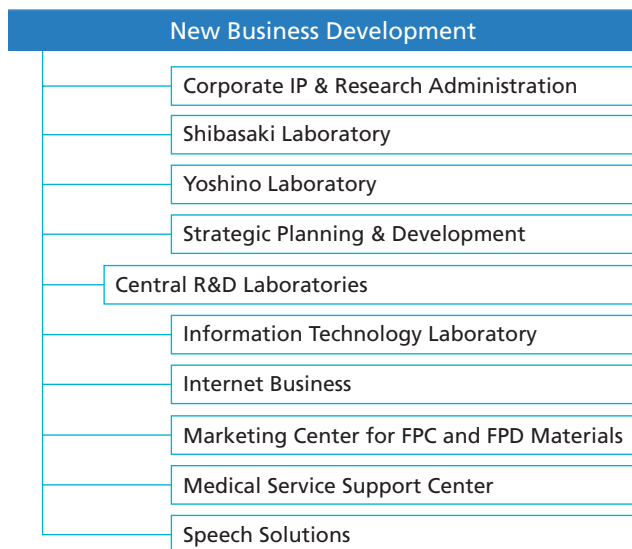 New Business Development
Corporate IP & Research Administration
Shibasaki Laboratory
Yoshino Laboratory
Strategic Planning & Development
Central R&D Laboratories
Information Technology Laboratory
Internet Business
Marketing Center for FPC and FPD Materials
Medical Service Support Center
Speech Solutions